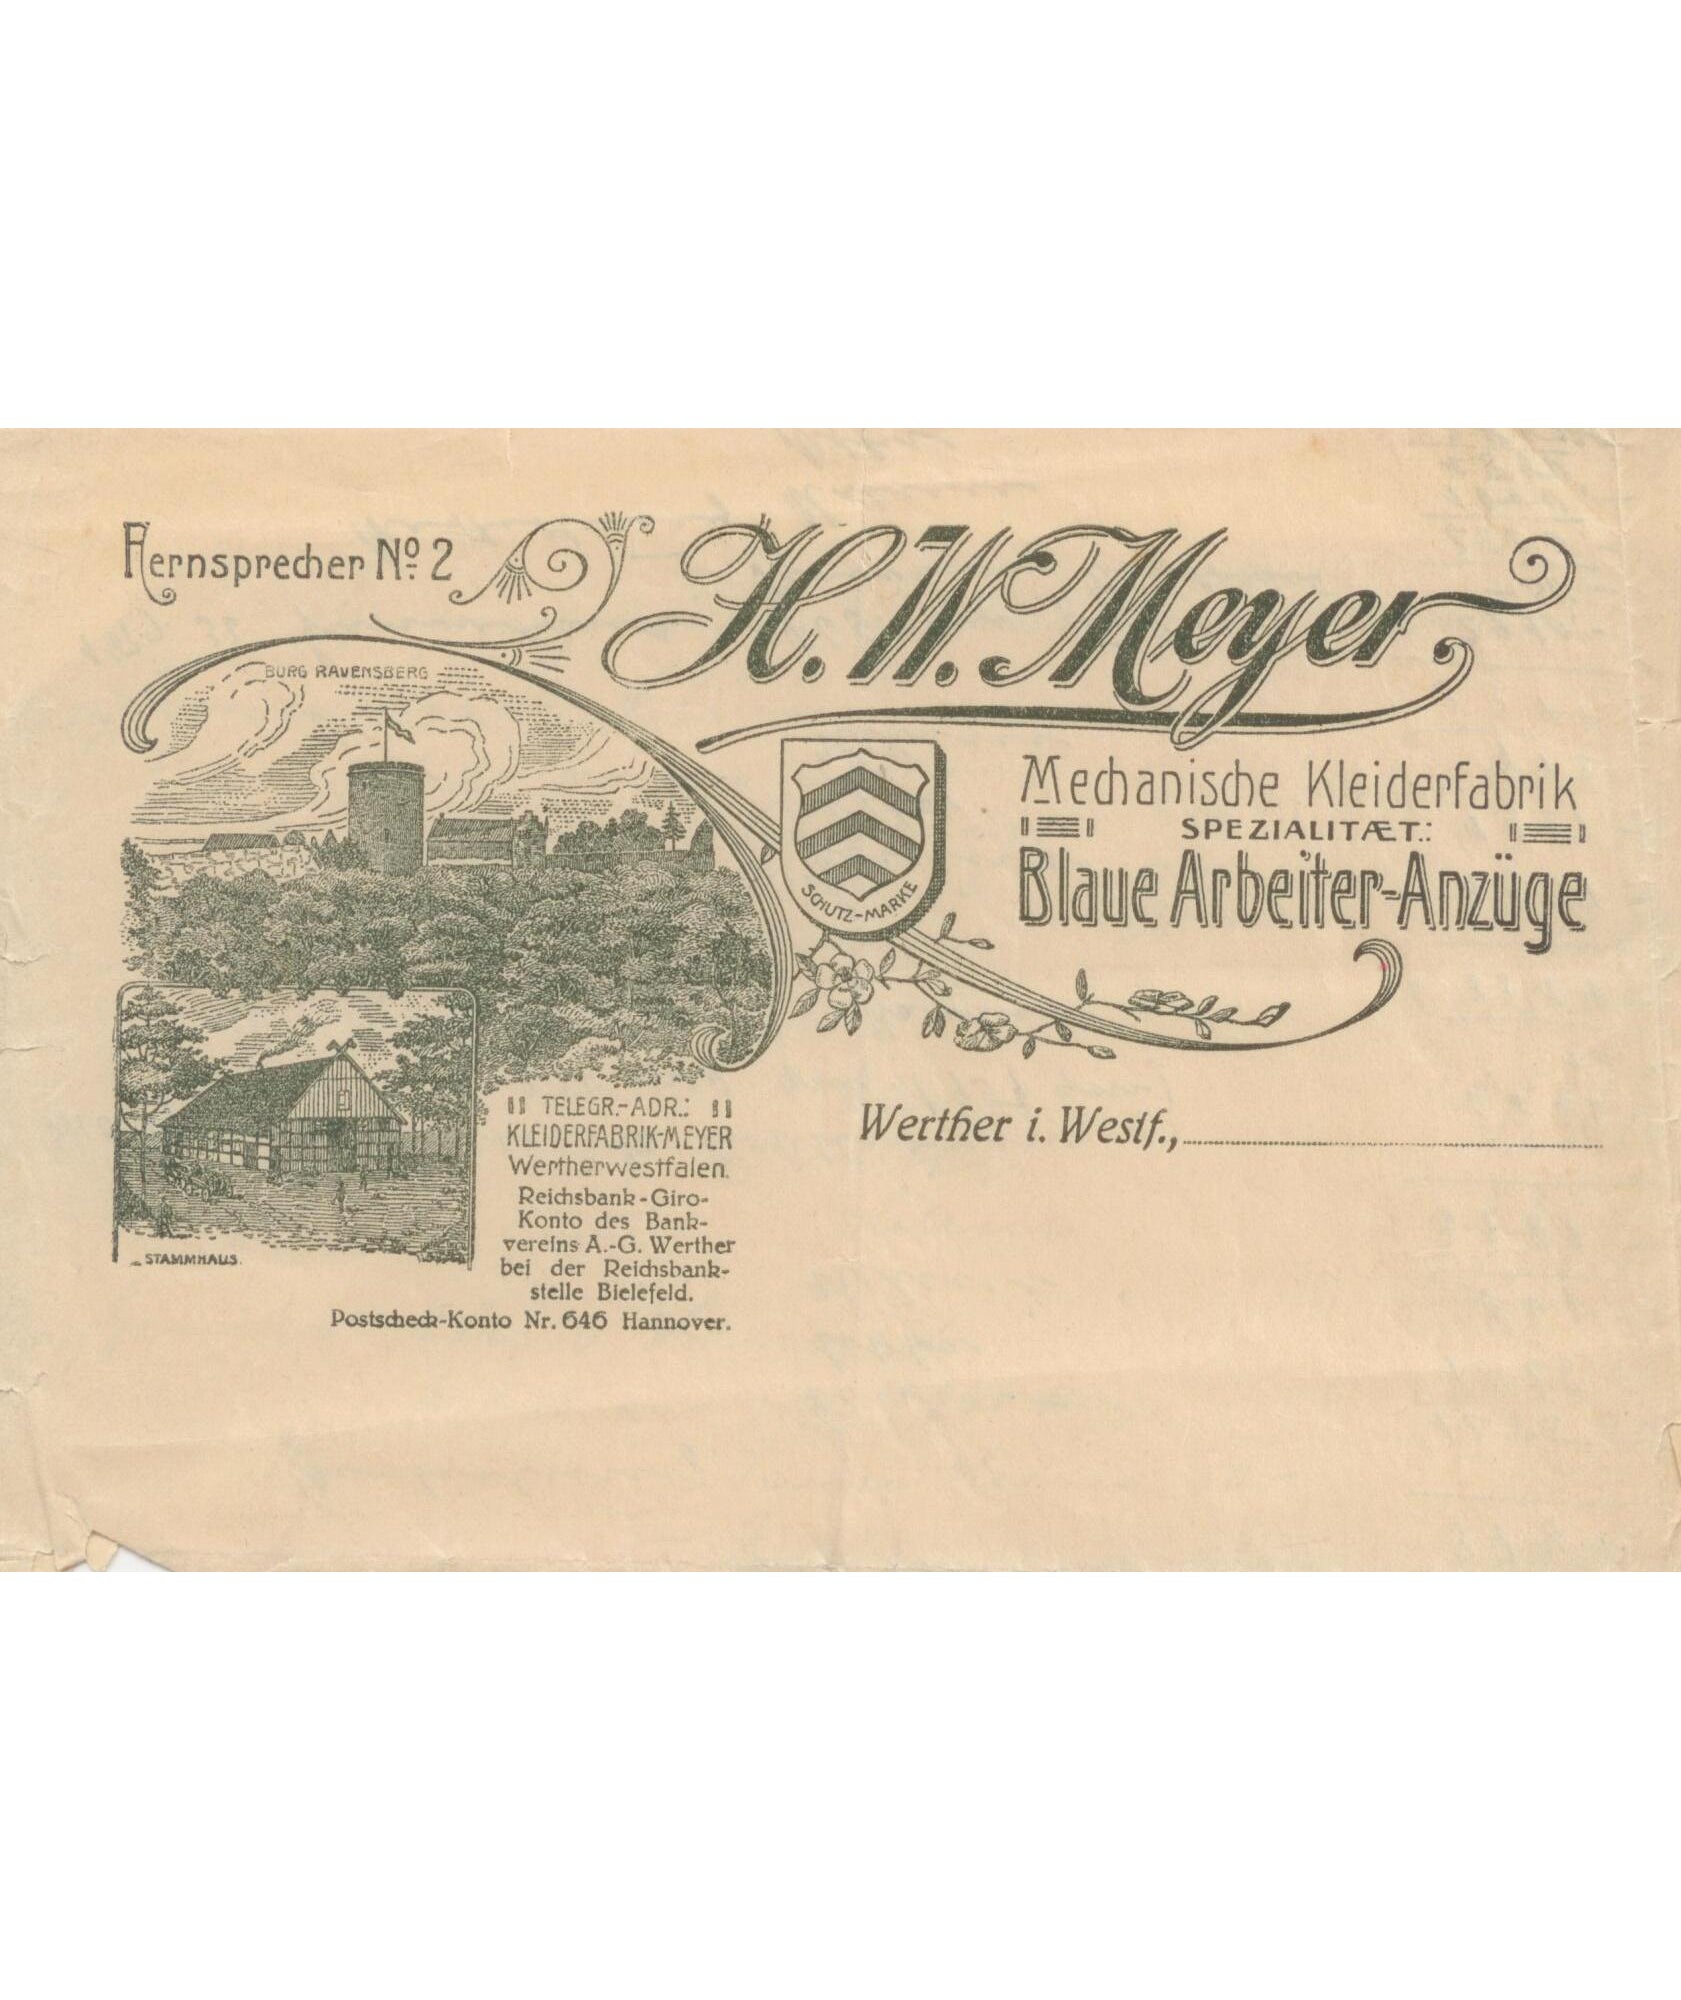 Fernsprecher No. 2
H. W. Meyer.
BURG RAVENSBERG
Mechanische Kleiderfabrik
SPEZIALITÆT.:
Blaue Arbeiter-Anzüge
SCHUTZ-MARKE
Werther i. Westf.,
TELEGR.-ADR.:
KLEIDERFABRIK-MEYER
Wertherwestfalen.
Reichsbank-Giro-
Konto des Bank-
vereins A.-G. Werther
bei der Reichsbank-
stelle Bielefeld.
STAMMHAUS.
Postscheck-Konto Nr. 646 Hannover.